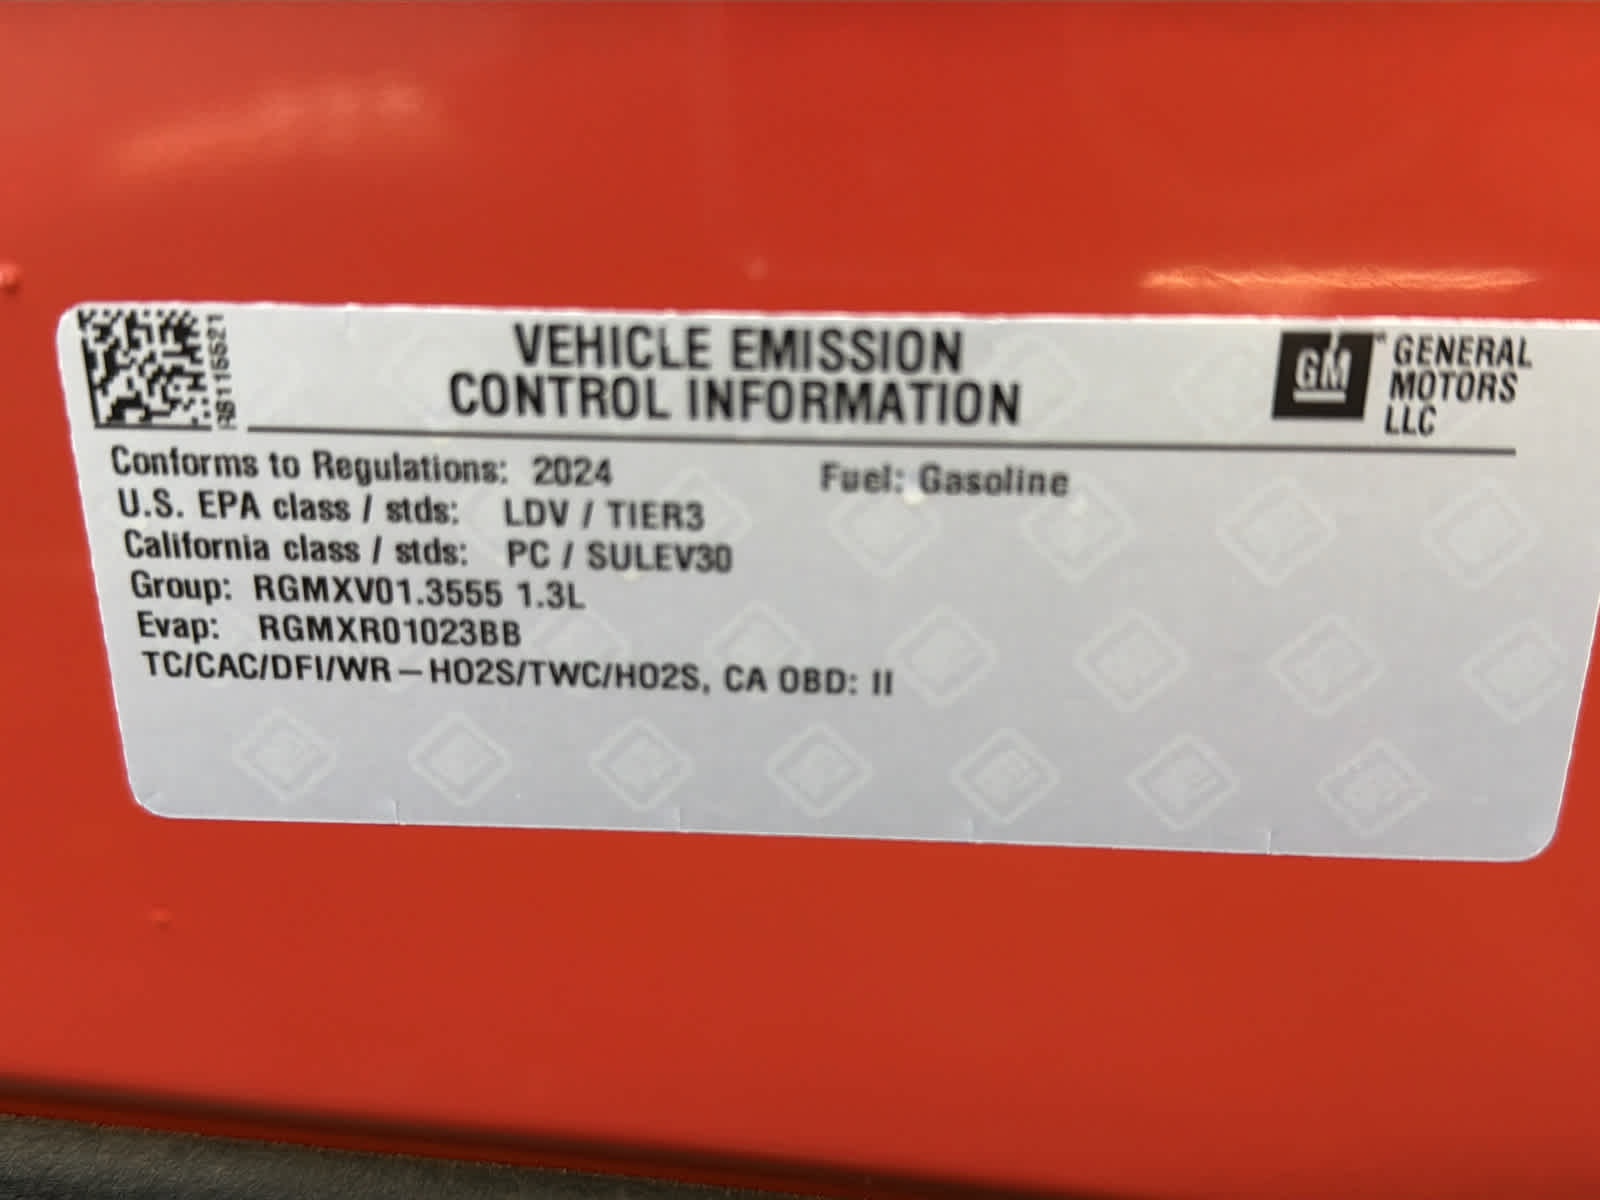 RB116621
VEHICLE EMISSION
CONTROL INFORMATION
GM
GENERAL
MOTORS
LLC
Conforms to Regulations: 2024 Fuel: Gasoline
U.S. EPA class / stds: LDV / TIER3
California class / stds: PC / SULEV30
Group: RGMXV01.3555 1.3L
Evap: RGMXR01023BB
TC/CAC/DFI/WR–HO2S/TWC/HO2S, CA OBD: II